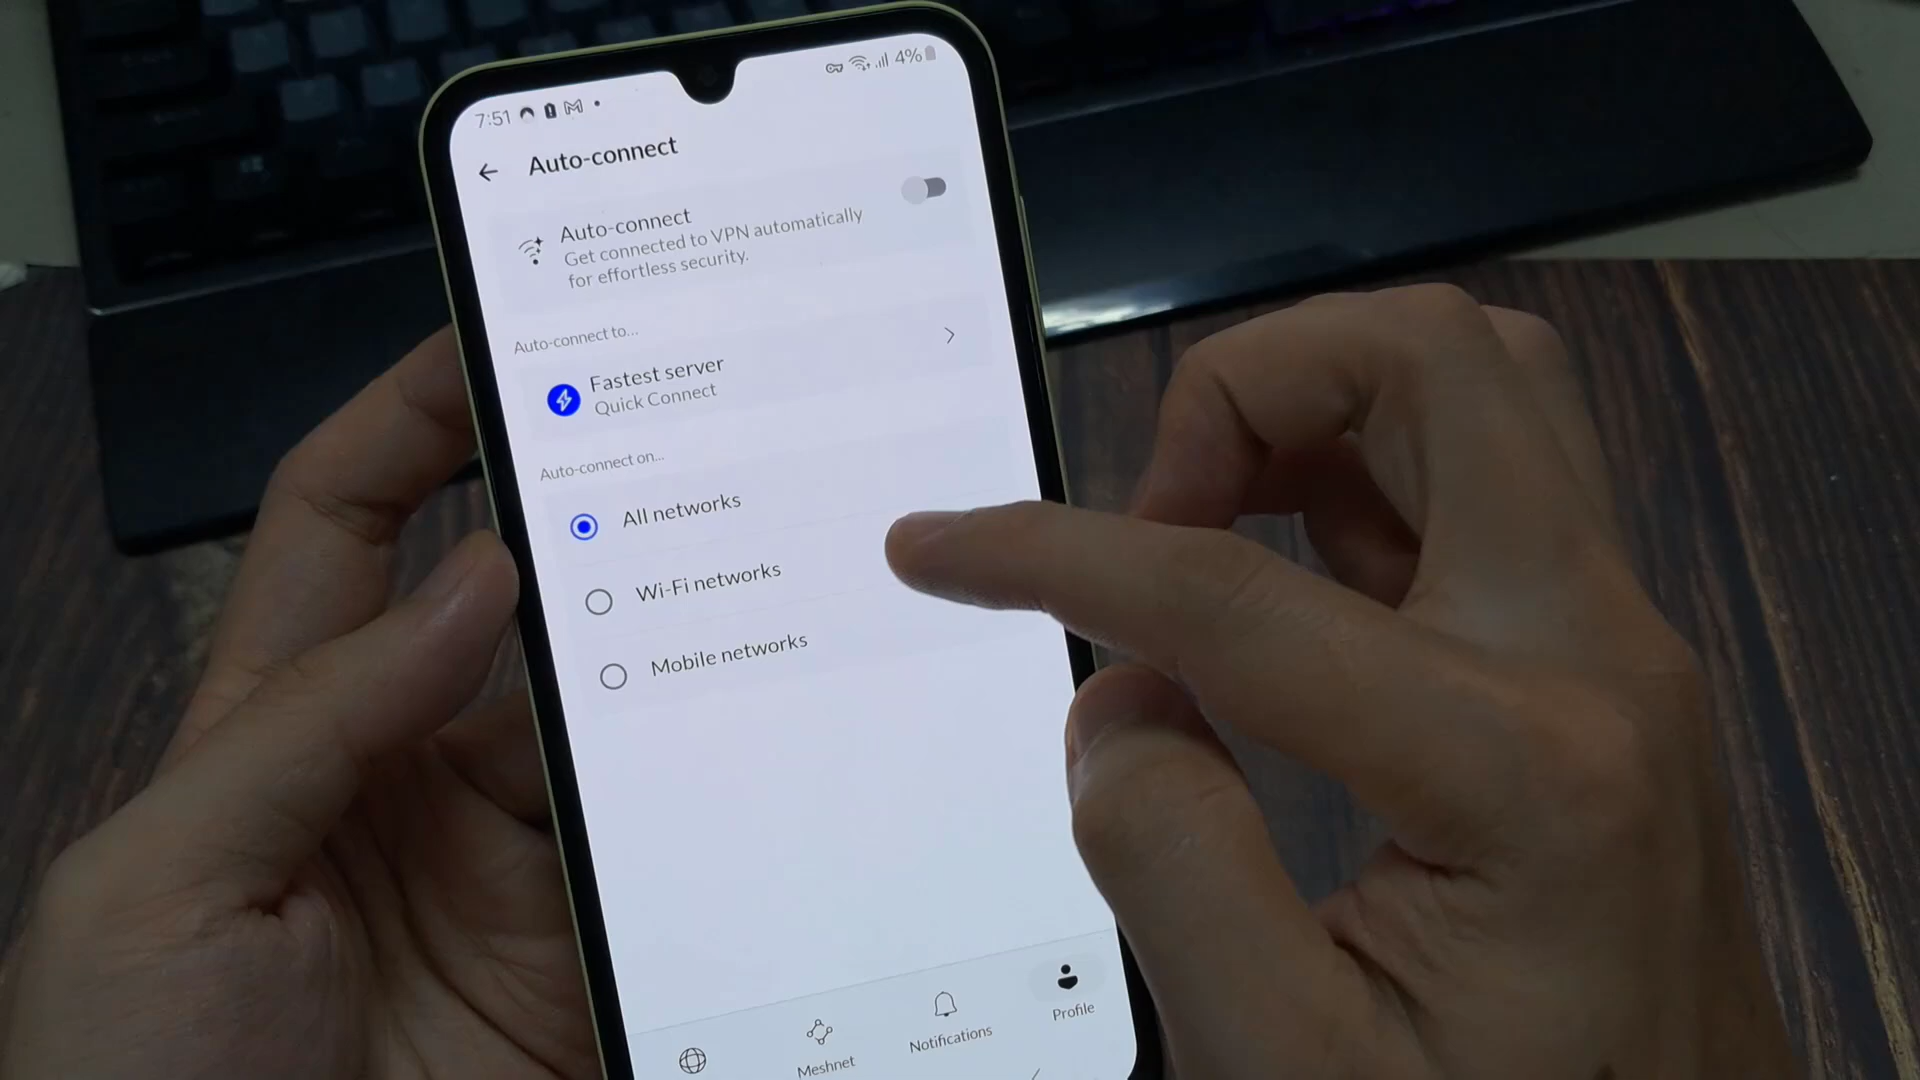 7:51
4%
Auto-connect
Auto-connect
Get connected to VPN automatically
for effortless security.
Auto-connect to...
Fastest server
Quick Connect
Auto-connect on...
All networks
Wi-Fi networks
Mobile networks
Meshnet
Notifications
Profile